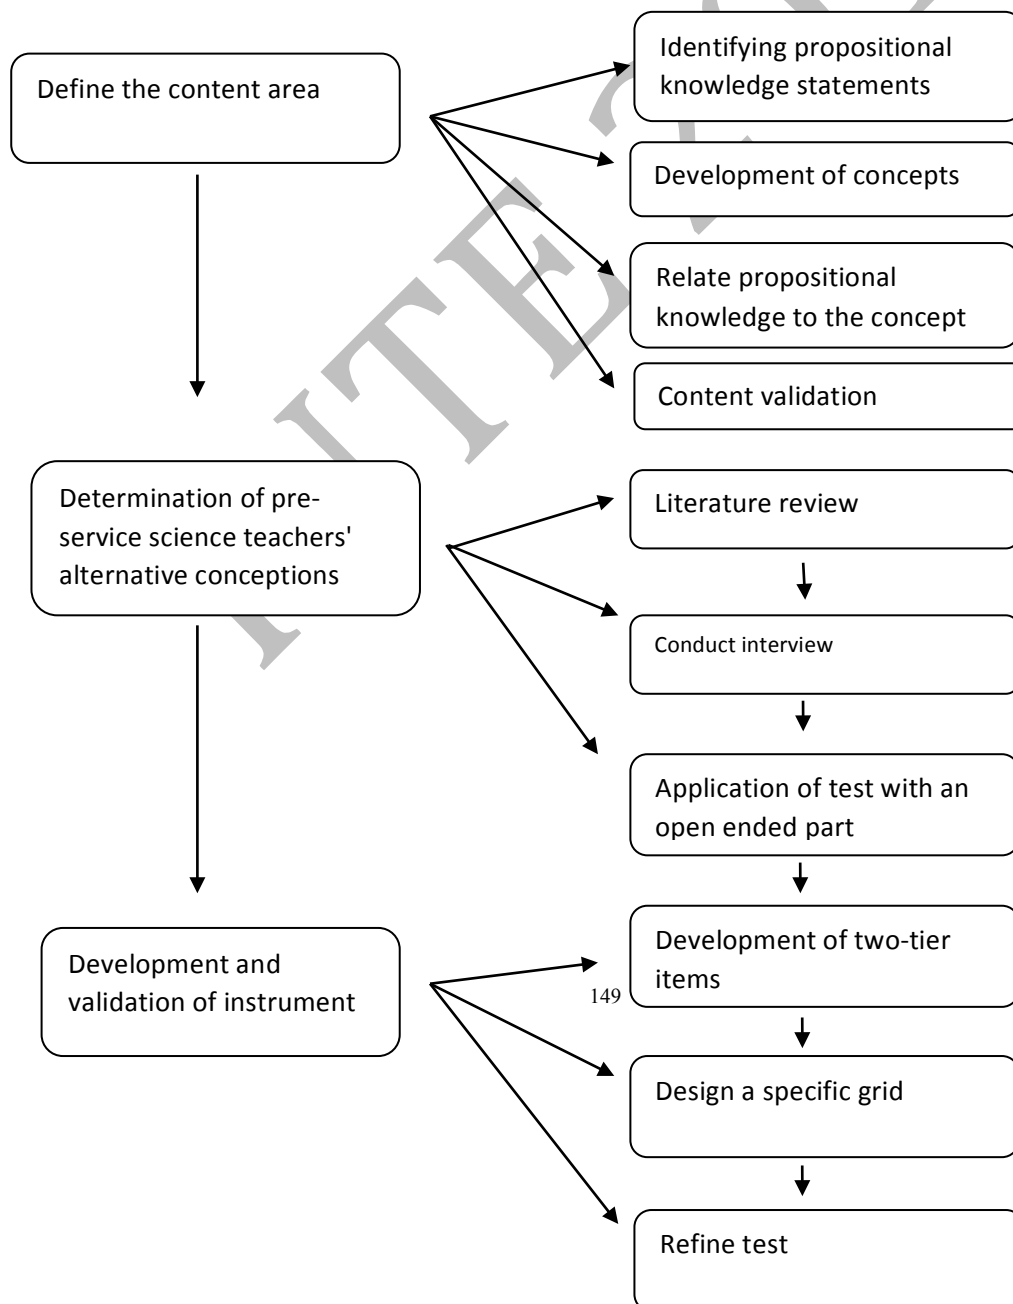 Define the content area
Identifying propositional
knowledge statements
Development of concepts
Relate propositional
knowledge to the concept
Content validation
Determination of pre-
service science teachers'
alternative conceptions
Literature review
Conduct interview
Application of test with an
open ended part
Development and
validation of instrument
Development of two-tier
items
149
Design a specific grid
Refine test